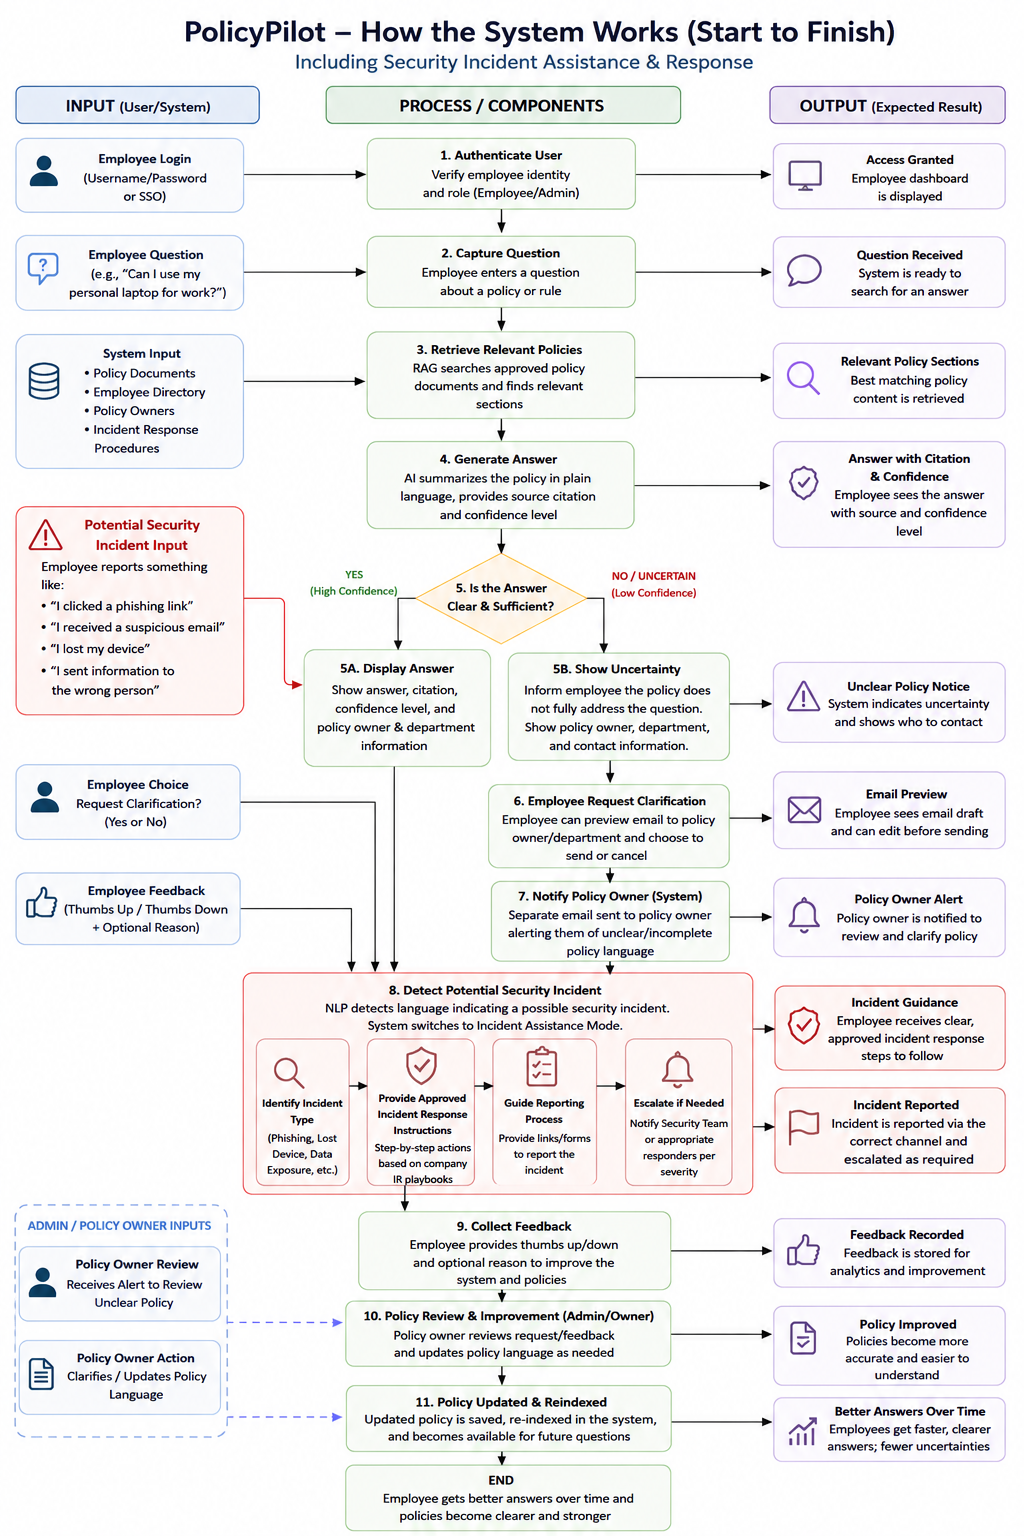 PolicyPilot – How the System Works (Start to Finish)
Including Security Incident Assistance & Response
INPUT (User/System)
PROCESS / COMPONENTS
OUTPUT (Expected Result)
Employee Login
(Username/Password
or SSO)
1. Authenticate User
Verify employee identity
and role (Employee/Admin)
Access Granted
Employee dashboard
is displayed
Employee Question
(e.g., “Can I use my
personal laptop for work?”)
2. Capture Question
Employee enters a question
about a policy or rule
Question Received
System is ready to
search for an answer
System Input
• Policy Documents
• Employee Directory
• Policy Owners
• Incident Response
Procedures
3. Retrieve Relevant Policies
RAG searches approved policy
documents and finds relevant
sections
Relevant Policy Sections
Best matching policy
content is retrieved
4. Generate Answer
AI summarizes the policy in plain
language, provides source citation
and confidence level
Answer with Citation
& Confidence
Employee sees the answer
with source and confidence
level
Potential Security
Incident Input
Employee reports something
like:
• “I clicked a phishing link”
• “I received a suspicious email”
• “I lost my device”
• “I sent information to
the wrong person”
YES
(High Confidence)
5. Is the Answer
Clear & Sufficient?
NO / UNCERTAIN
(Low Confidence)
5A. Display Answer
Show answer, citation,
confidence level, and
policy owner & department
information
5B. Show Uncertainty
Inform employee the policy does
not fully address the question.
Show policy owner, department,
and contact information.
Unclear Policy Notice
System indicates uncertainty
and shows who to contact
Employee Choice
Request Clarification?
(Yes or No)
6. Employee Request Clarification
Employee can preview email to policy
owner/department and choose to
send or cancel
Email Preview
Employee sees email draft
and can edit before sending
Employee Feedback
(Thumbs Up / Thumbs Down
+ Optional Reason)
7. Notify Policy Owner (System)
Separate email sent to policy owner
alerting them of unclear/incomplete
policy language
Policy Owner Alert
Policy owner is notified to
review and clarify policy
8. Detect Potential Security Incident
NLP detects language indicating a possible security incident.
System switches to Incident Assistance Mode.
Identify Incident
Type
(Phishing, Lost
Device, Data
Exposure, etc.)
Provide Approved
Incident Response
Instructions
Step-by-step actions
based on company
IR playbooks
Guide Reporting
Process
Provide links/forms
to report the
incident
Escalate if Needed
Notify Security Team
or appropriate
responders per
severity
Incident Guidance
Employee receives clear,
approved incident response
steps to follow
Incident Reported
Incident is reported via the
correct channel and
escalated as required
ADMIN / POLICY OWNER INPUTS
Policy Owner Review
Receives Alert to Review
Unclear Policy
Policy Owner Action
Clarifies / Updates Policy
Language
9. Collect Feedback
Employee provides thumbs up/down
and optional reason to improve the
system and policies
Feedback Recorded
Feedback is stored for
analytics and improvement
10. Policy Review & Improvement (Admin/Owner)
Policy owner reviews request/feedback
and updates policy language as needed
Policy Improved
Policies become more
accurate and easier to
understand
11. Policy Updated & Reindexed
Updated policy is saved, re-indexed in the system,
and becomes available for future questions
Better Answers Over Time
Employees get faster, clearer
answers; fewer uncertainties
END
Employee gets better answers over time and
policies become clearer and stronger